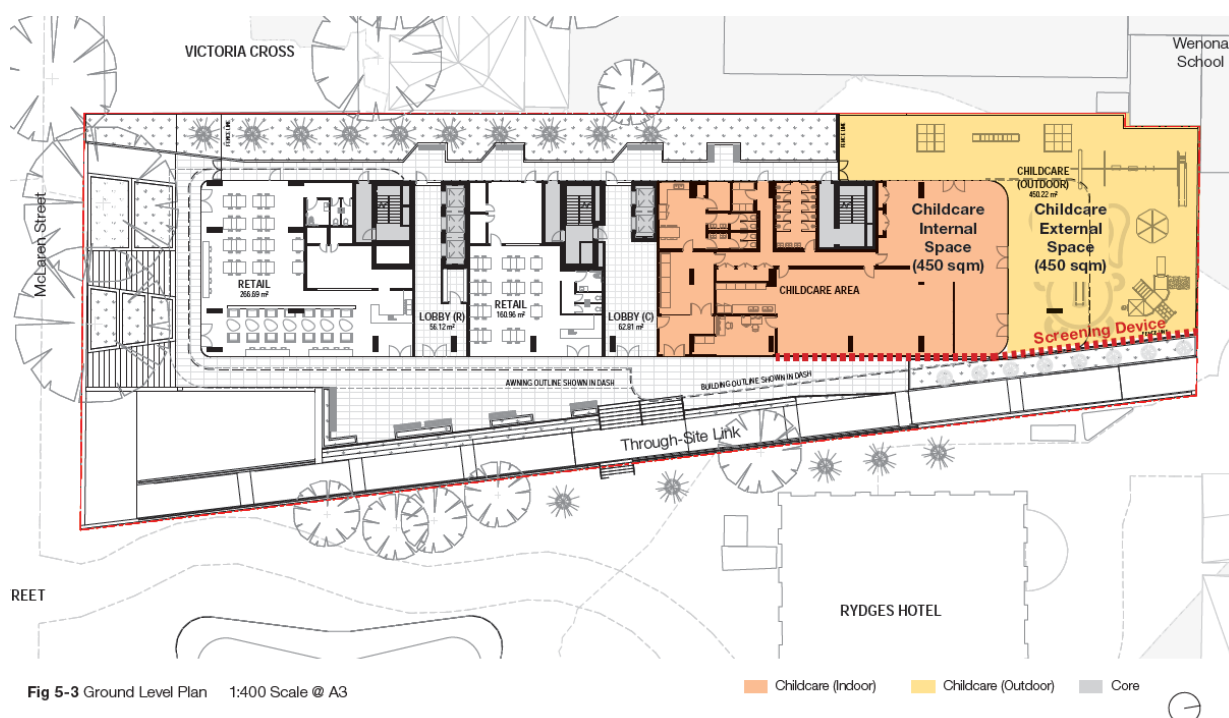 VICTORIA CROSS
Wenona
School
FENCE LINE
FENCE LINE
McLaren Street
CHILDCARE
(OUTDOOR)
450.22 m²
Childcare
Internal
Space
(450 sqm)
Childcare
External
Space
(450 sqm)
RETAIL
266.69 m²
RETAIL
160.96 m²
LOBBY (R)
56.12 m²
LOBBY (C)
62.81 m²
CHILDCARE AREA
Screening Device
FENCE LINE
AWNING OUTLINE SHOWN IN DASH
BUILDING OUTLINE SHOWN IN DASH
Through-Site Link
REET
RYDGES HOTEL
Fig 5-3 Ground Level Plan 1:400 Scale @ A3
Childcare (Indoor)
Childcare (Outdoor)
Core